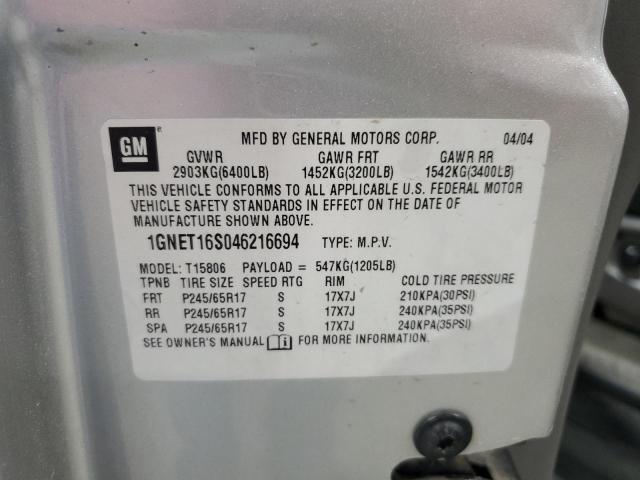 GM
®
MFD BY GENERAL MOTORS CORP. 04/04
GVWR GAWR FRT GAWR RR
2903KG(6400LB) 1452KG(3200LB) 1542KG(3400LB)
THIS VEHICLE CONFORMS TO ALL APPLICABLE U.S. FEDERAL MOTOR
VEHICLE SAFETY STANDARDS IN EFFECT ON THE DATE OF
MANUFACTURE SHOWN ABOVE.
1GNET16S046216694 TYPE: M.P.V.
MODEL: T15806 PAYLOAD = 547KG(1205LB)
TPNB TIRE SIZE SPEED RTG RIM COLD TIRE PRESSURE
FRT P245/65R17 S 17X7J 210KPA(30PSI)
RR P245/65R17 S 17X7J 240KPA(35PSI)
SPA P245/65R17 S 17X7J 240KPA(35PSI)
SEE OWNER'S MANUAL i FOR MORE INFORMATION.